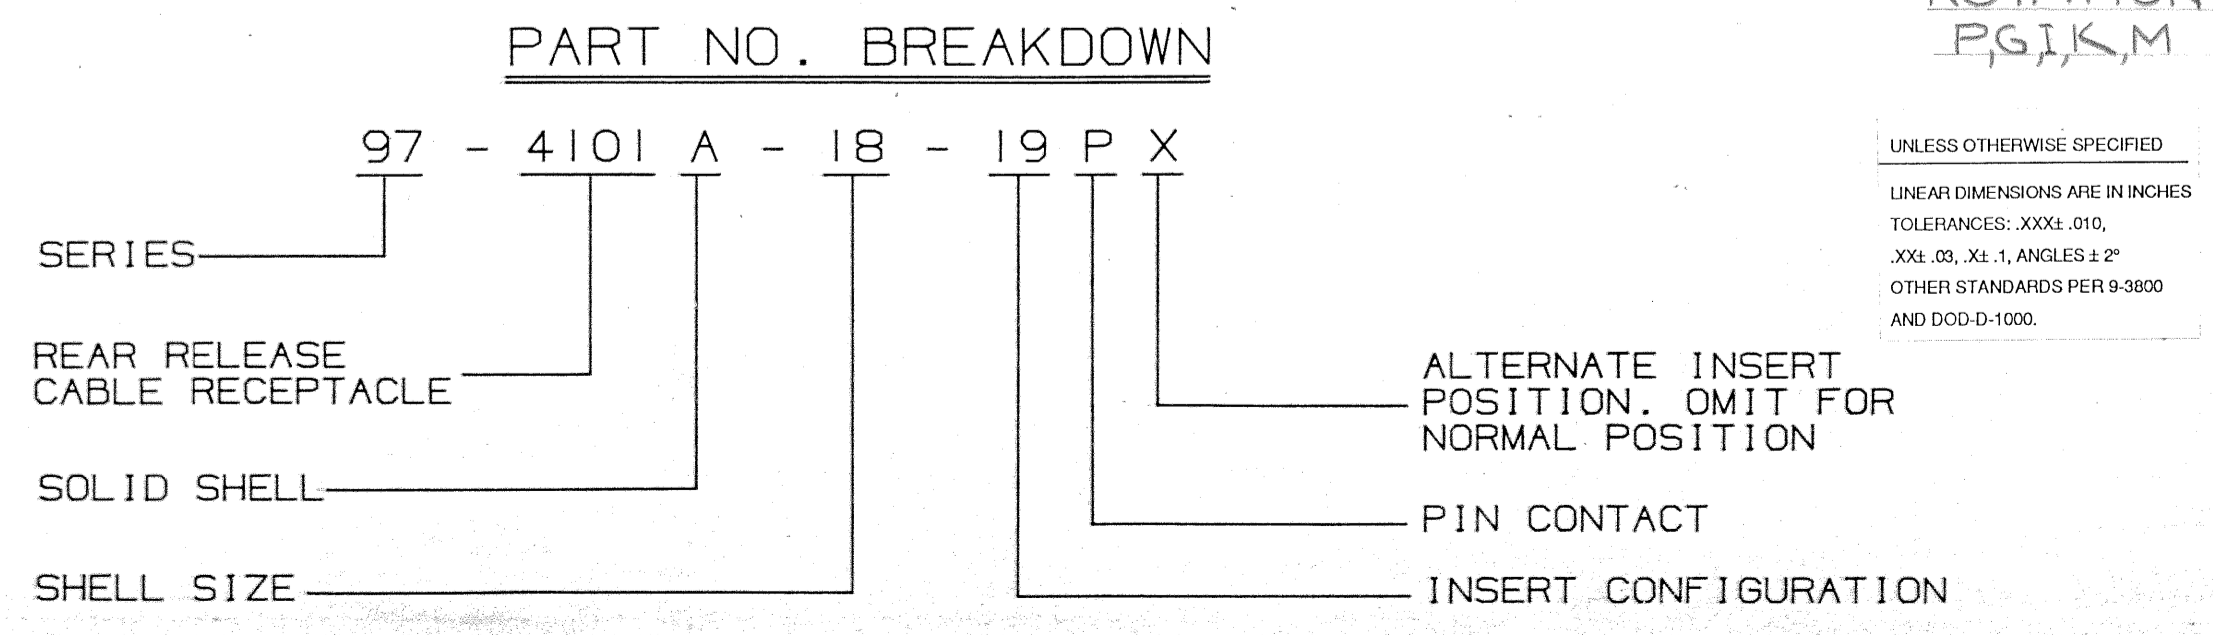 PART NO. BREAKDOWN
P,G,I,K,M
97 - 4101 A - 18 - 19 P X
UNLESS OTHERWISE SPECIFIED
LINEAR DIMENSIONS ARE IN INCHES
TOLERANCES: .XXX± .010,
.XX± .03, .X± .1, ANGLES ± 2°
OTHER STANDARDS PER 9-3800
AND DOD-D-1000.
SERIES
REAR RELEASE
CABLE RECEPTACLE
SOLID SHELL
SHELL SIZE
ALTERNATE INSERT
POSITION. OMIT FOR
NORMAL POSITION
PIN CONTACT
INSERT CONFIGURATION